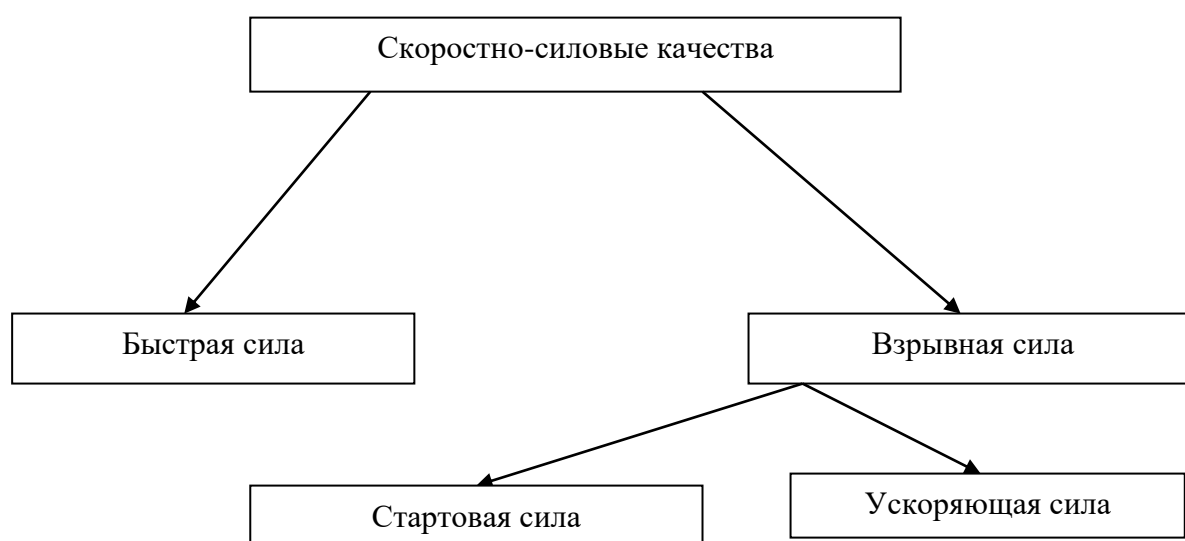 Скоростно-силовые качества
Быстрая сила
Взрывная сила
Стартовая сила
Ускоряющая сила